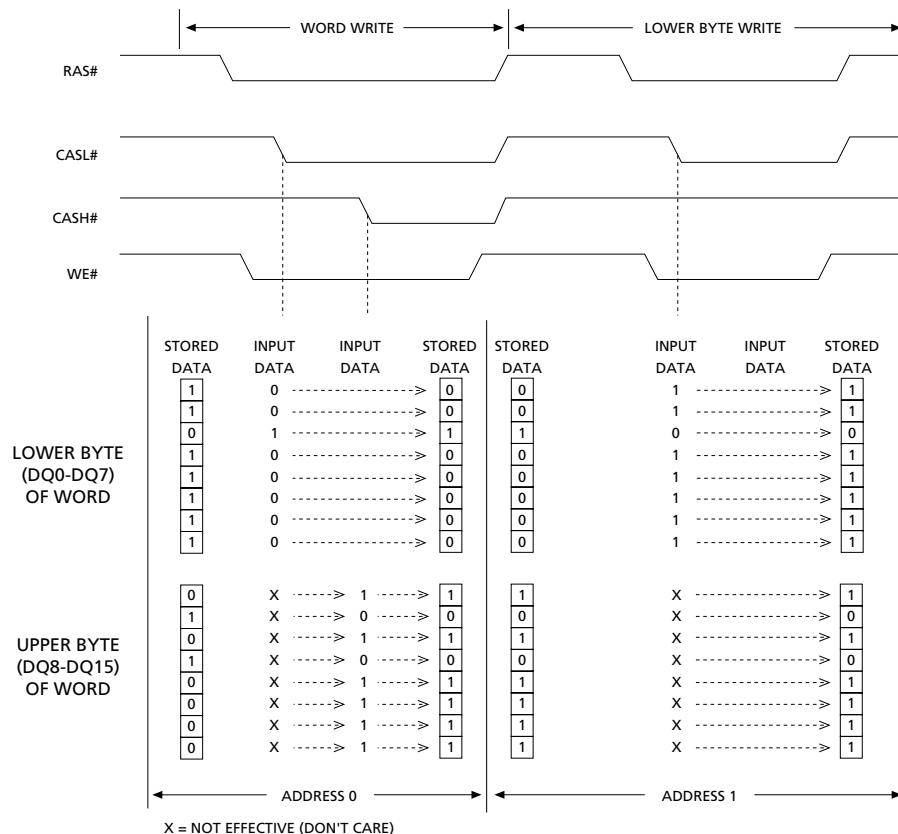 WORD WRITE LOWER BYTE WRITE
RAS#
CASL#
CASH#
WE#
STORED INPUT INPUT STORED STORED INPUT INPUT STORED
DATA DATA DATA DATA DATA DATA DATA DATA
1 0 0 0 1 1
1 0 0 0 1 1
0 1 1 1 0 0
LOWER BYTE 1 0 0 0 1 1
(DQ0-DQ7) 1 0 0 0 1 1
OF WORD 1 0 0 0 1 1
1 0 0 0 1 1
1 0 0 0 1 1
0 X 1 1 1 X 1
1 X 0 0 0 X 0
0 X 1 1 1 X 1
UPPER BYTE 1 X 0 0 0 X 0
(DQ8-DQ15) 0 X 1 1 1 X 1
OF WORD 0 X 1 1 1 X 1
0 X 1 1 1 X 1
0 X 1 1 1 X 1
ADDRESS 0 ADDRESS 1
X = NOT EFFECTIVE (DON'T CARE)